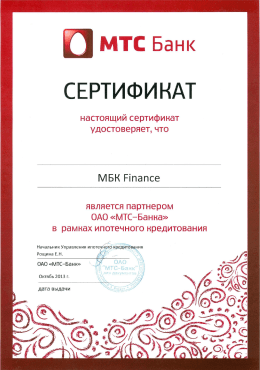 МТС Банк
СЕРТИФИКАТ
настоящий сертификат
удостоверяет, что
МБК Finance
является партнером
ОАО «МТС-Банка»
в рамках ипотечного кредитования
Начальник Управления ипотечного кредитования
Рощина Е.Н.
ОАО «МТС-Банк»
Октябь 2013 г.
дата выдачи
ОАО
"МТС-Банк"